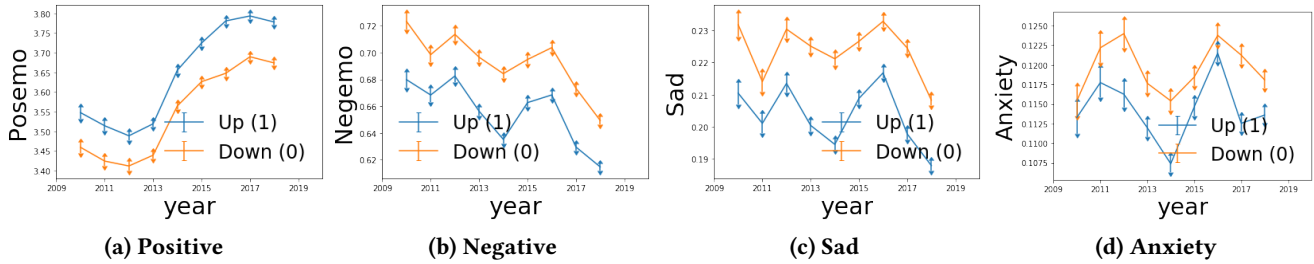 Posemo
3.80
3.75
3.70
3.65
3.60
3.55
3.50
3.45
3.40
Up (1)
Down (0)
2009 2011 2013 2015 2017 2019
year
(a) Positive
Negemo
0.72
0.70
0.68
0.66
0.64
0.62
Up (1)
Down (0)
2009 2011 2013 2015 2017 2019
year
(b) Negative
Sad
0.23
0.22
0.21
0.20
0.19
Up (1)
Down (0)
2009 2011 2013 2015 2017 2019
year
(c) Sad
Anxiety
0.1250
0.1225
0.1200
0.1175
0.1150
0.1125
0.1100
0.1075
Up (1)
Down (0)
2009 2011 2013 2015 2017 2019
year
(d) Anxiety